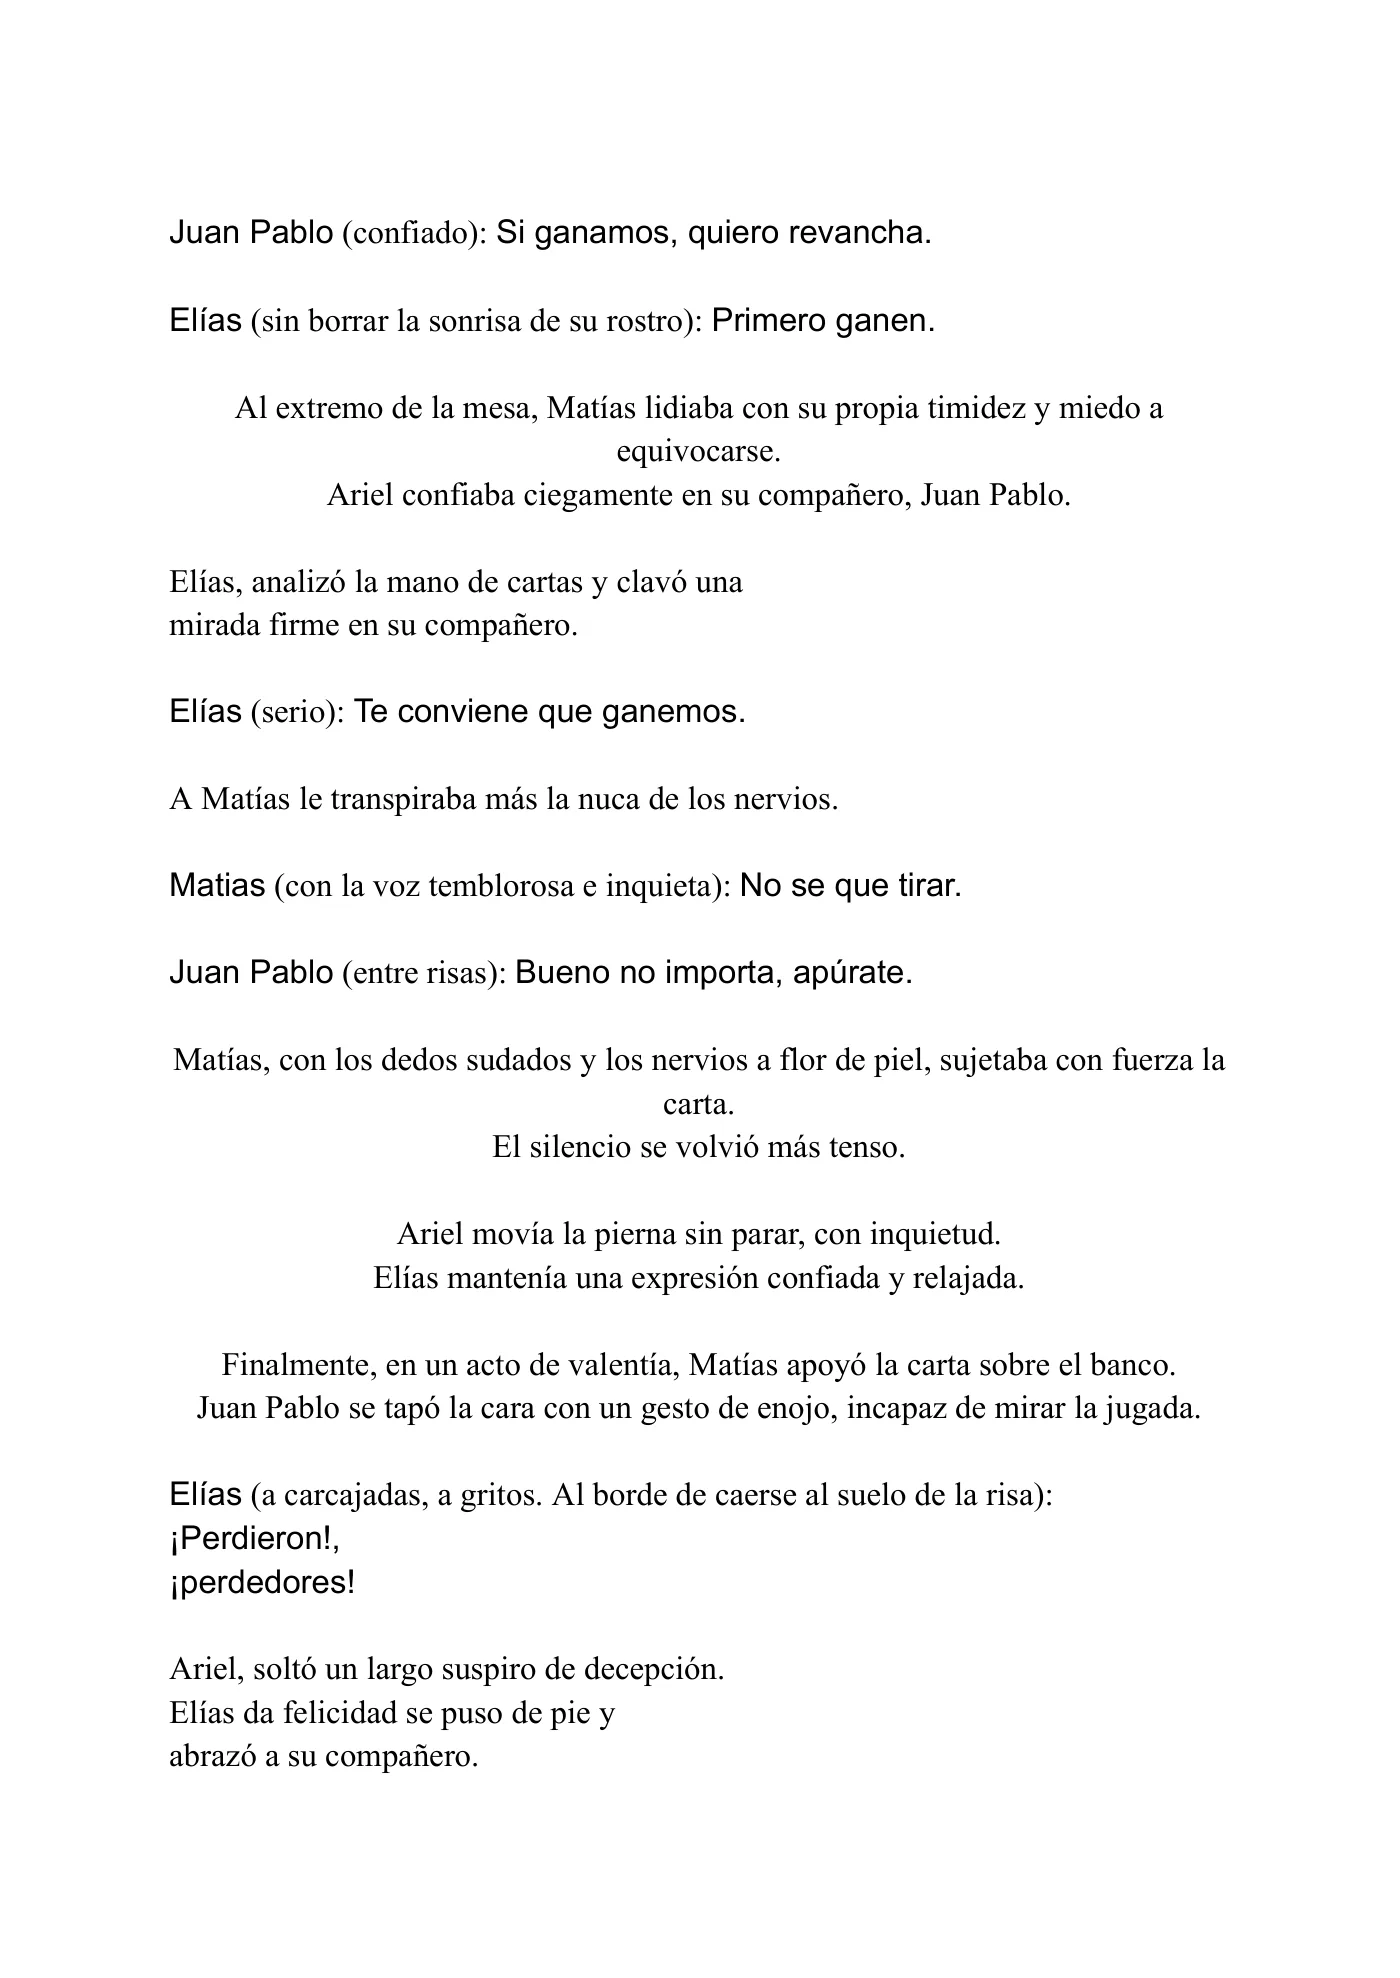 Juan Pablo (confiado): Si ganamos, quiero revancha.
Elías (sin borrar la sonrisa de su rostro): Primero ganen.
Al extremo de la mesa, Matías lidiaba con su propia timidez y miedo a
equivocarse.
Ariel confiaba ciegamente en su compañero, Juan Pablo.
Elías, analizó la mano de cartas y clavó una
mirada firme en su compañero.
Elías (serio): Te conviene que ganemos.
A Matías le transpiraba más la nuca de los nervios.
Matias (con la voz temblorosa e inquieta): No se que tirar.
Juan Pablo (entre risas): Bueno no importa, apúrate.
Matías, con los dedos sudados y los nervios a flor de piel, sujetaba con fuerza la
carta.
El silencio se volvió más tenso.
Ariel movía la pierna sin parar, con inquietud.
Elías mantenía una expresión confiada y relajada.
Finalmente, en un acto de valentía, Matías apoyó la carta sobre el banco.
Juan Pablo se tapó la cara con un gesto de enojo, incapaz de mirar la jugada.
Elías (a carcajadas, a gritos. Al borde de caerse al suelo de la risa):
¡Perdieron!,
¡perdedores!
Ariel, soltó un largo suspiro de decepción.
Elías da felicidad se puso de pie y
abrazó a su compañero.